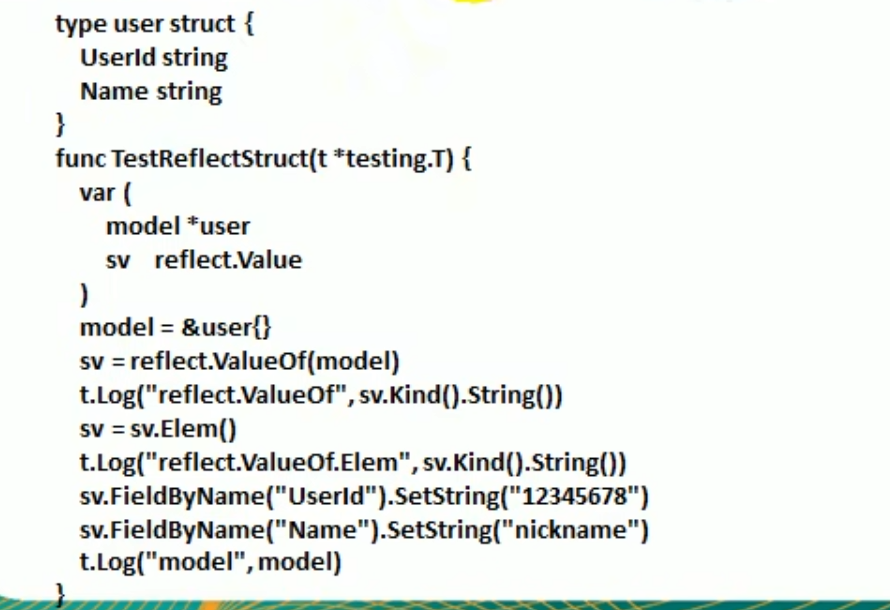 type user struct {
UserId string
Name string
}
func TestReflectStruct(t *testing.T) {
var (
model *user
sv reflect.Value
)
model = &user{}
sv = reflect.ValueOf(model)
t.Log("reflect.ValueOf", sv.Kind().String())
sv = sv.Elem()
t.Log("reflect.ValueOf.Elem", sv.Kind().String())
sv.FieldByName("UserId").SetString("12345678")
sv.FieldByName("Name").SetString("nickname")
t.Log("model", model)
}